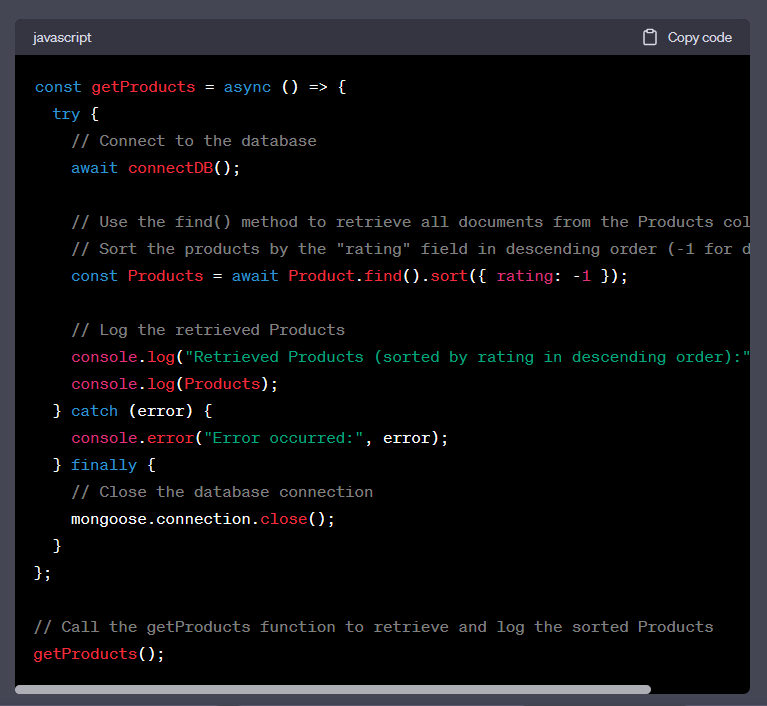 javascript
Copy code
const getProducts = async () => {
try {
// Connect to the database
await connectDB();
// Use the find() method to retrieve all documents from the Products col
// Sort the products by the "rating" field in descending order (-1 for d
const Products = await Product.find().sort({ rating: -1 });
// Log the retrieved Products
console.log("Retrieved Products (sorted by rating in descending order):"
console.log(Products);
} catch (error) {
console.error("Error occurred:", error);
} finally {
// Close the database connection
mongoose.connection.close();
}
};
// Call the getProducts function to retrieve and log the sorted Products
getProducts();